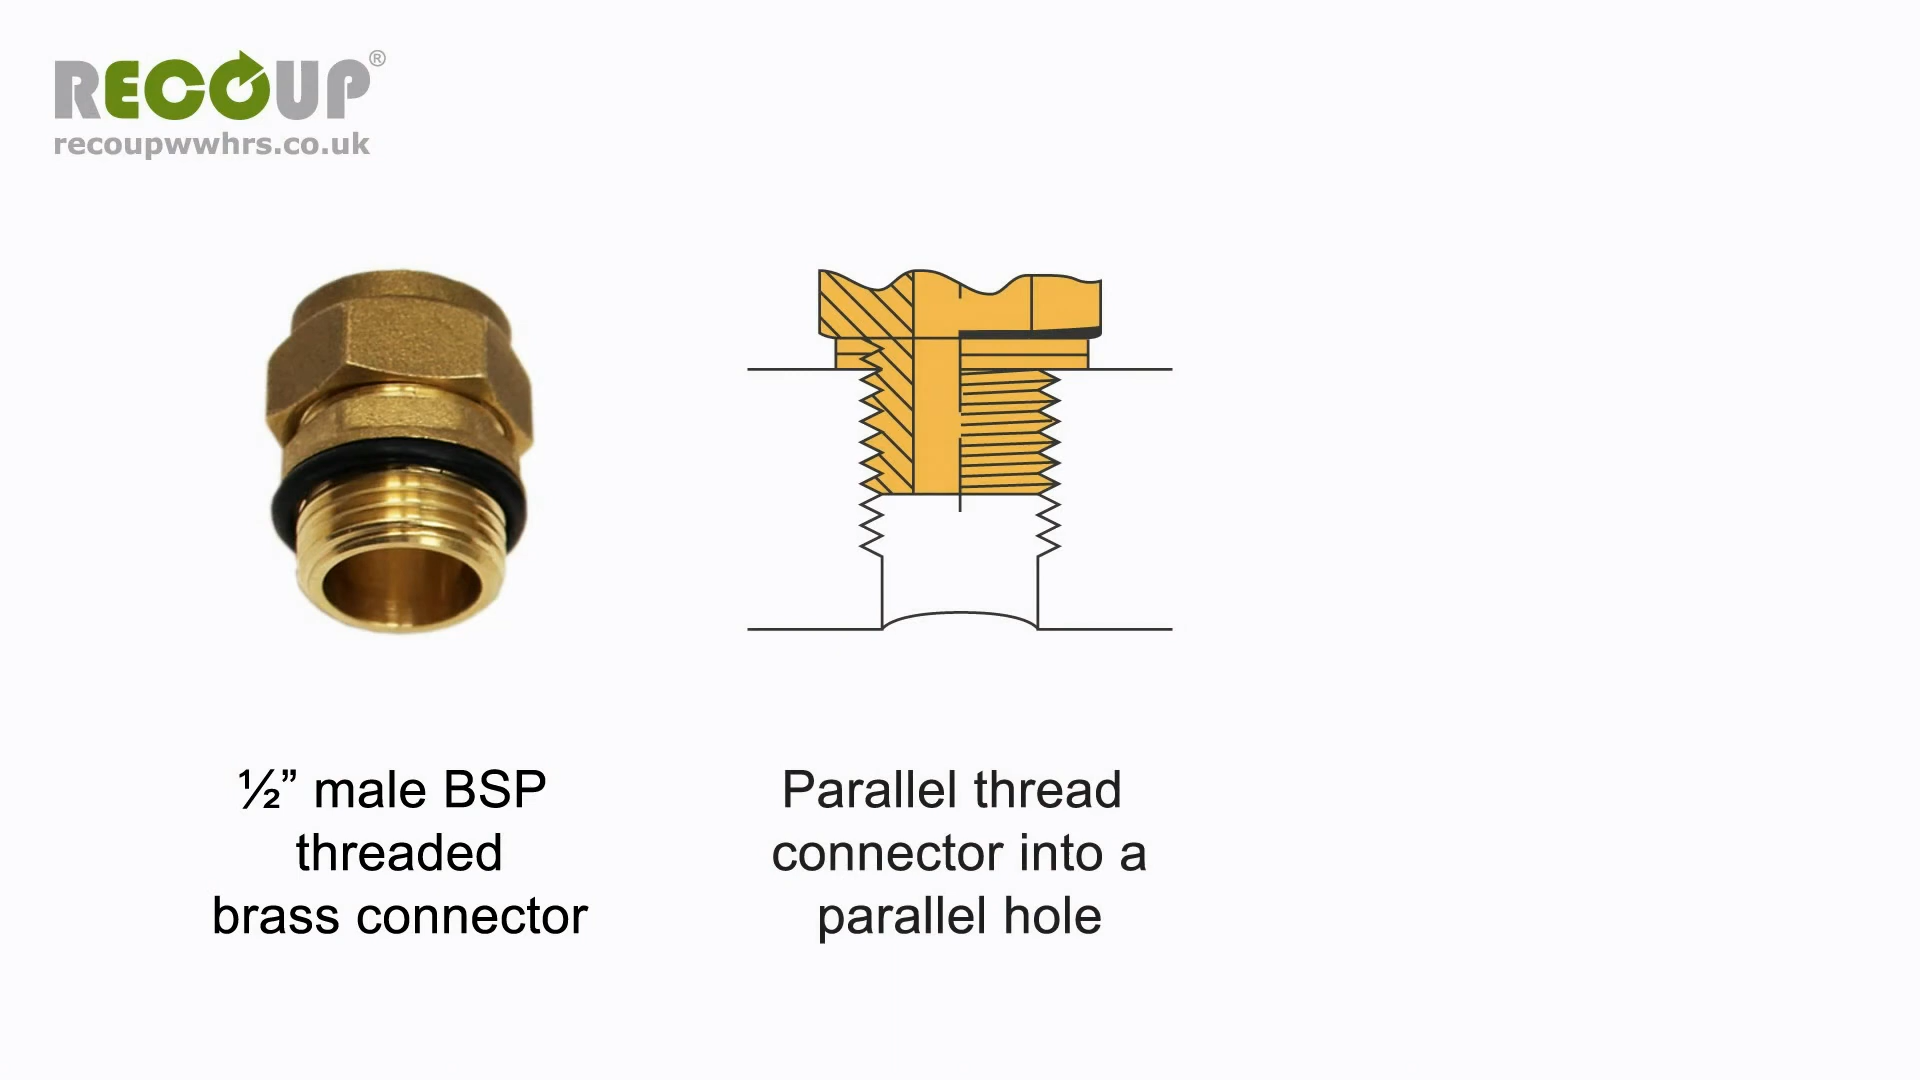 RECOUP®
recoupwwhrs.co.uk
½” male BSP
threaded
brass connector
Parallel thread
connector into a
parallel hole